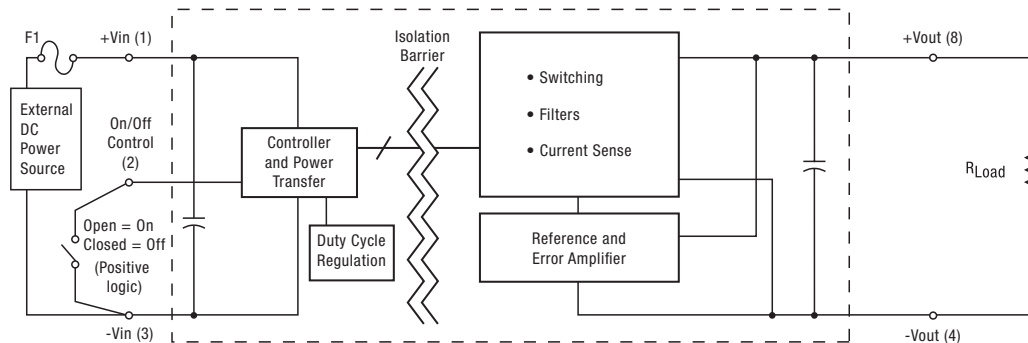 F1
+Vin (1)
External
DC
Power
Source
On/Off
Control
(2)
Open = On
Closed = Off
(Positive
logic)
-Vin (3)
Controller
and Power
Transfer
Duty Cycle
Regulation
Isolation
Barrier
• Switching
• Filters
• Current Sense
Reference and
Error Amplifier
+Vout (8)
RLoad
-Vout (4)